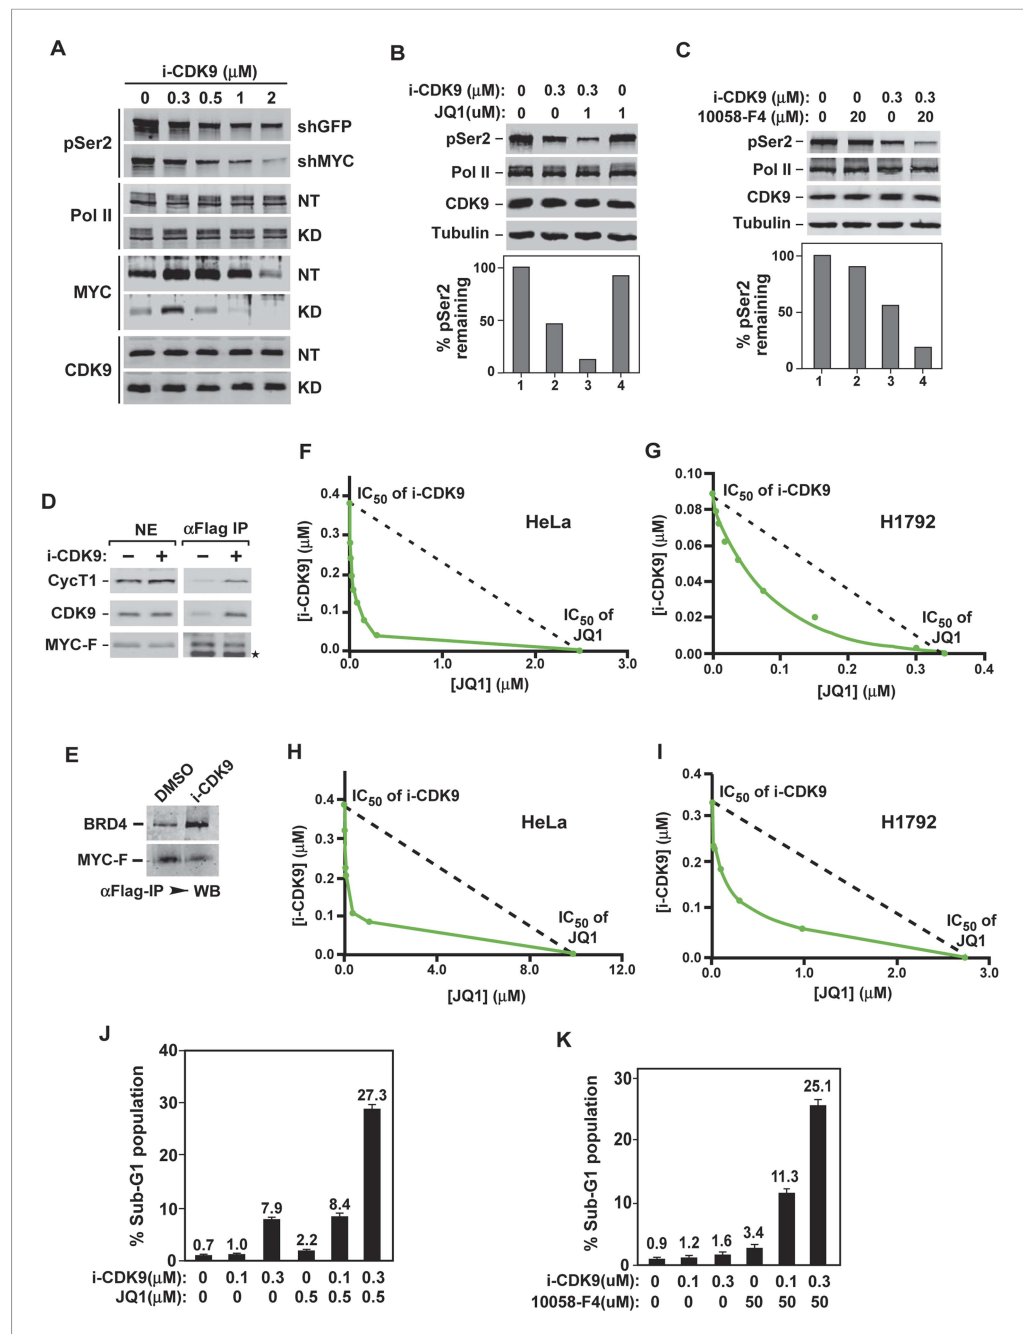 A
i-CDK9 (μM)
0 0.3 0.5 1 2
pSer2
shGFP
shMYC
Pol II
NT
KD
MYC
NT
KD
CDK9
NT
KD
B
i-CDK9 (μM): 0 0.3 0.3 0
JQ1(uM): 0 0 1 1
pSer2
Pol II
CDK9
Tubulin
% pSer2 remaining
100
50
0
1 2 3 4
C
i-CDK9 (μM): 0 0 0.3 0.3
10058-F4 (μM): 0 20 0 20
pSer2
Pol II
CDK9
Tubulin
% pSer2 remaining
100
50
0
1 2 3 4
D
NE αFlag IP
i-CDK9: − + − +
CycT1
CDK9
MYC-F
★
E
DMSO i-CDK9
BRD4
MYC-F
αFlag-IP ➤ WB
F
[i-CDK9] (μM)
0.4
0.3
0.2
0.1
0.0
IC50 of i-CDK9
HeLa
IC50 of
JQ1
0.0 1.0 2.0 3.0
[JQ1] (μM)
G
[i-CDK9] (μM)
0.10
0.08
0.06
0.04
0.02
0.00
IC50 of i-CDK9
H1792
IC50 of
JQ1
0.0 0.1 0.2 0.3 0.4
[JQ1] (μM)
H
[i-CDK9] (μM)
0.4
0.3
0.2
0.1
0.0
IC50 of i-CDK9
HeLa
IC50 of
JQ1
0.0 4.0 8.0 12.0
[JQ1] (μM)
I
[i-CDK9] (μM)
0.4
0.3
0.2
0.1
0.0
IC50 of i-CDK9
H1792
IC50 of
JQ1
0.0 1.0 2.0 3.0
[JQ1] (μM)
J
% Sub-G1 population
40
30
20
10
0
0.7 1.0 7.9 2.2 8.4 27.3
i-CDK9(μM): 0 0.1 0.3 0 0.1 0.3
JQ1(μM): 0 0 0 0.5 0.5 0.5
K
% Sub-G1 population
30
20
10
0
0.9 1.2 1.6 3.4 11.3 25.1
i-CDK9(uM): 0 0.1 0.3 0 0.1 0.3
10058-F4(uM): 0 0 0 50 50 50